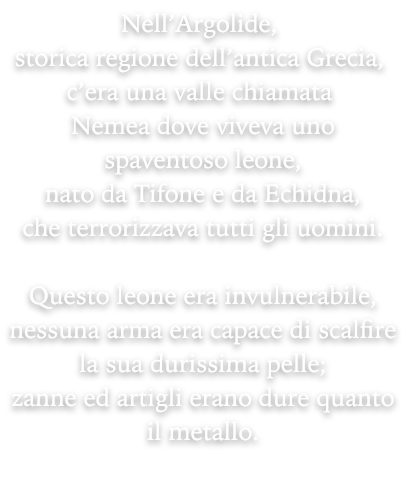 Nell'Argolide,
storica regione dell'antica Grecia,
c'era una valle chiamata
Nemea dove viveva uno
spaventoso leone,
nato da Tifone e da Echidna,
che terrorizzava tutti gli uomini.
Questo leone era invulnerabile,
nessuna arma era capace di scalfire
la sua durissima pelle;
zanne ed artigli erano dure quanto
il metallo.